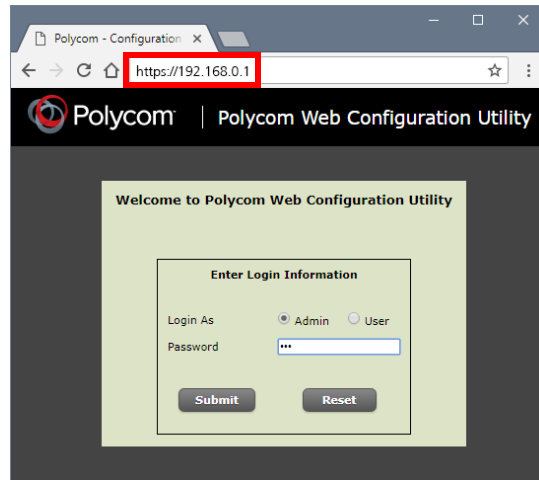 Polycom - Configuration
https://192.168.0.1
Polycom | Polycom Web Configuration Utility
Welcome to Polycom Web Configuration Utility
Enter Login Information
Login As Admin User
Password •••
Submit Reset